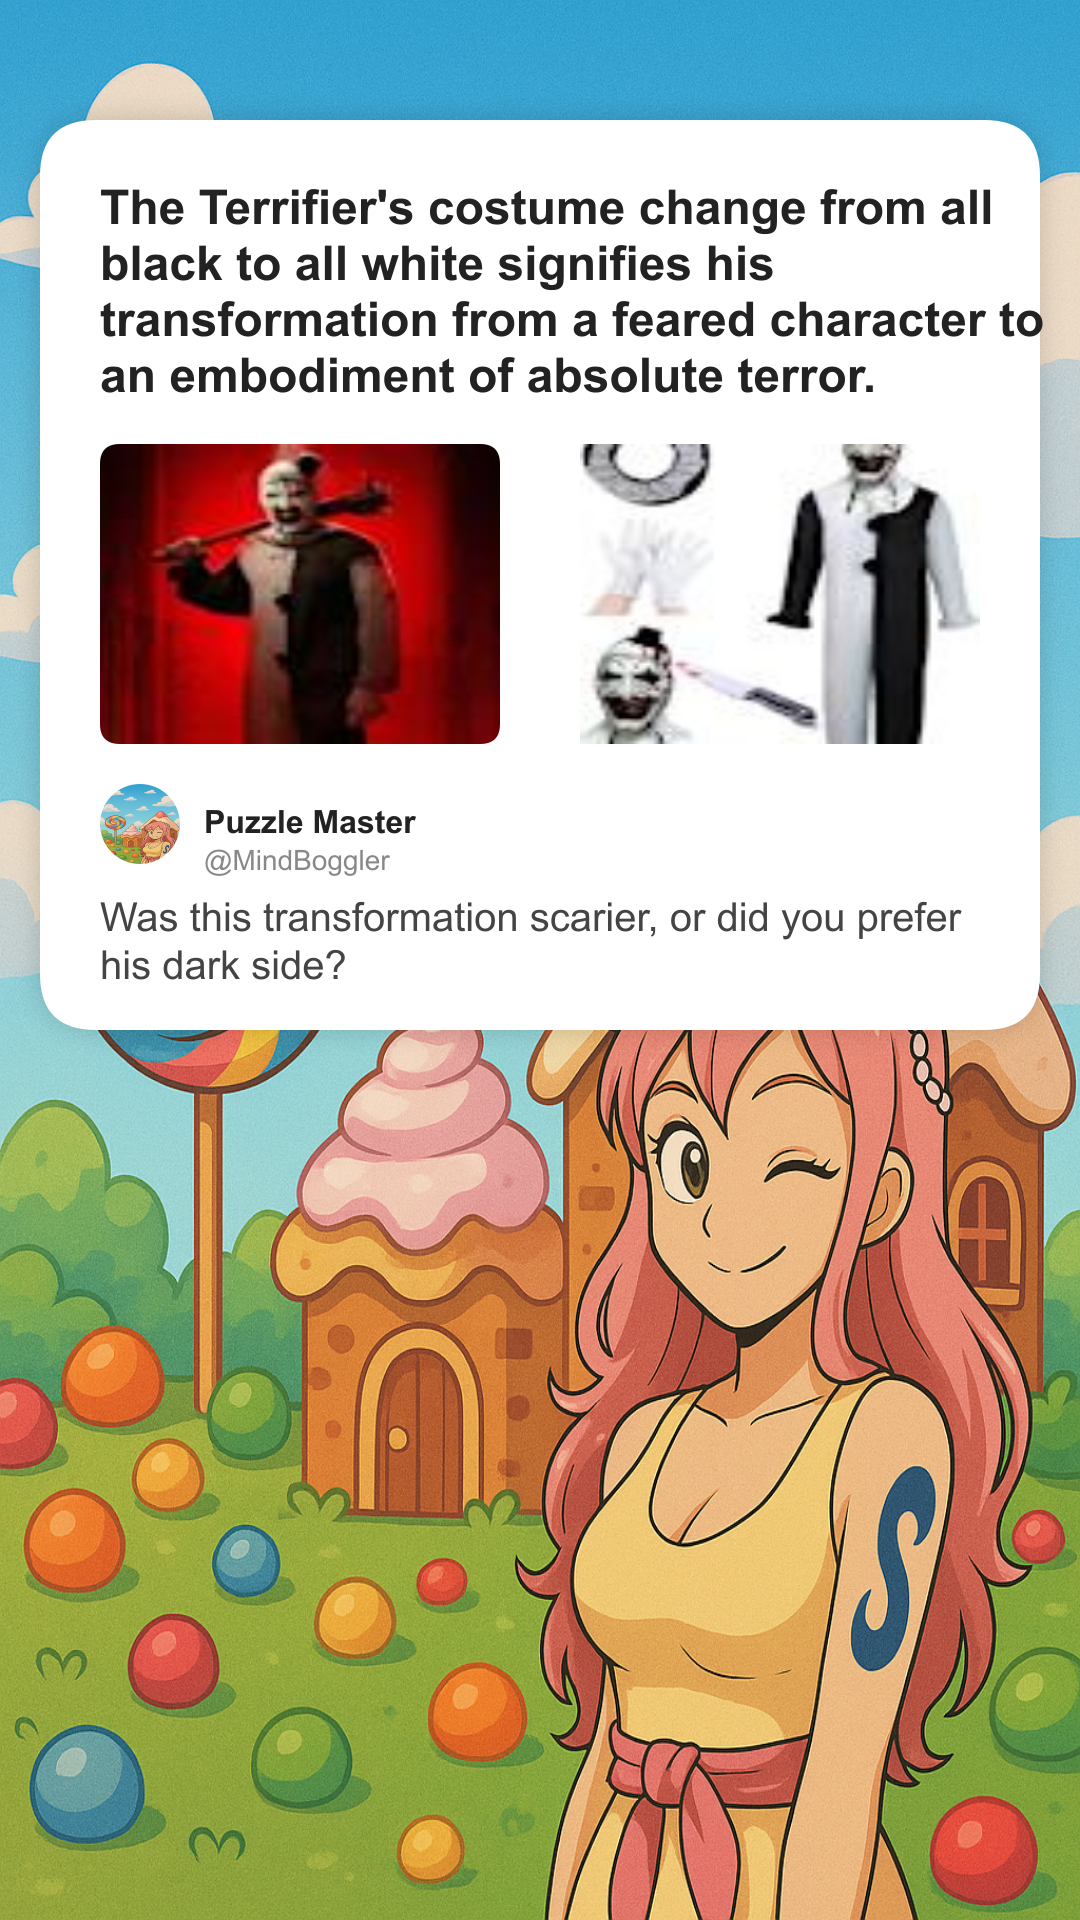 The Terrifier's costume change from all
black to all white signifies his
transformation from a feared character to
an embodiment of absolute terror.
Puzzle Master
@MindBoggler
Was this transformation scarier, or did you prefer
his dark side?
S